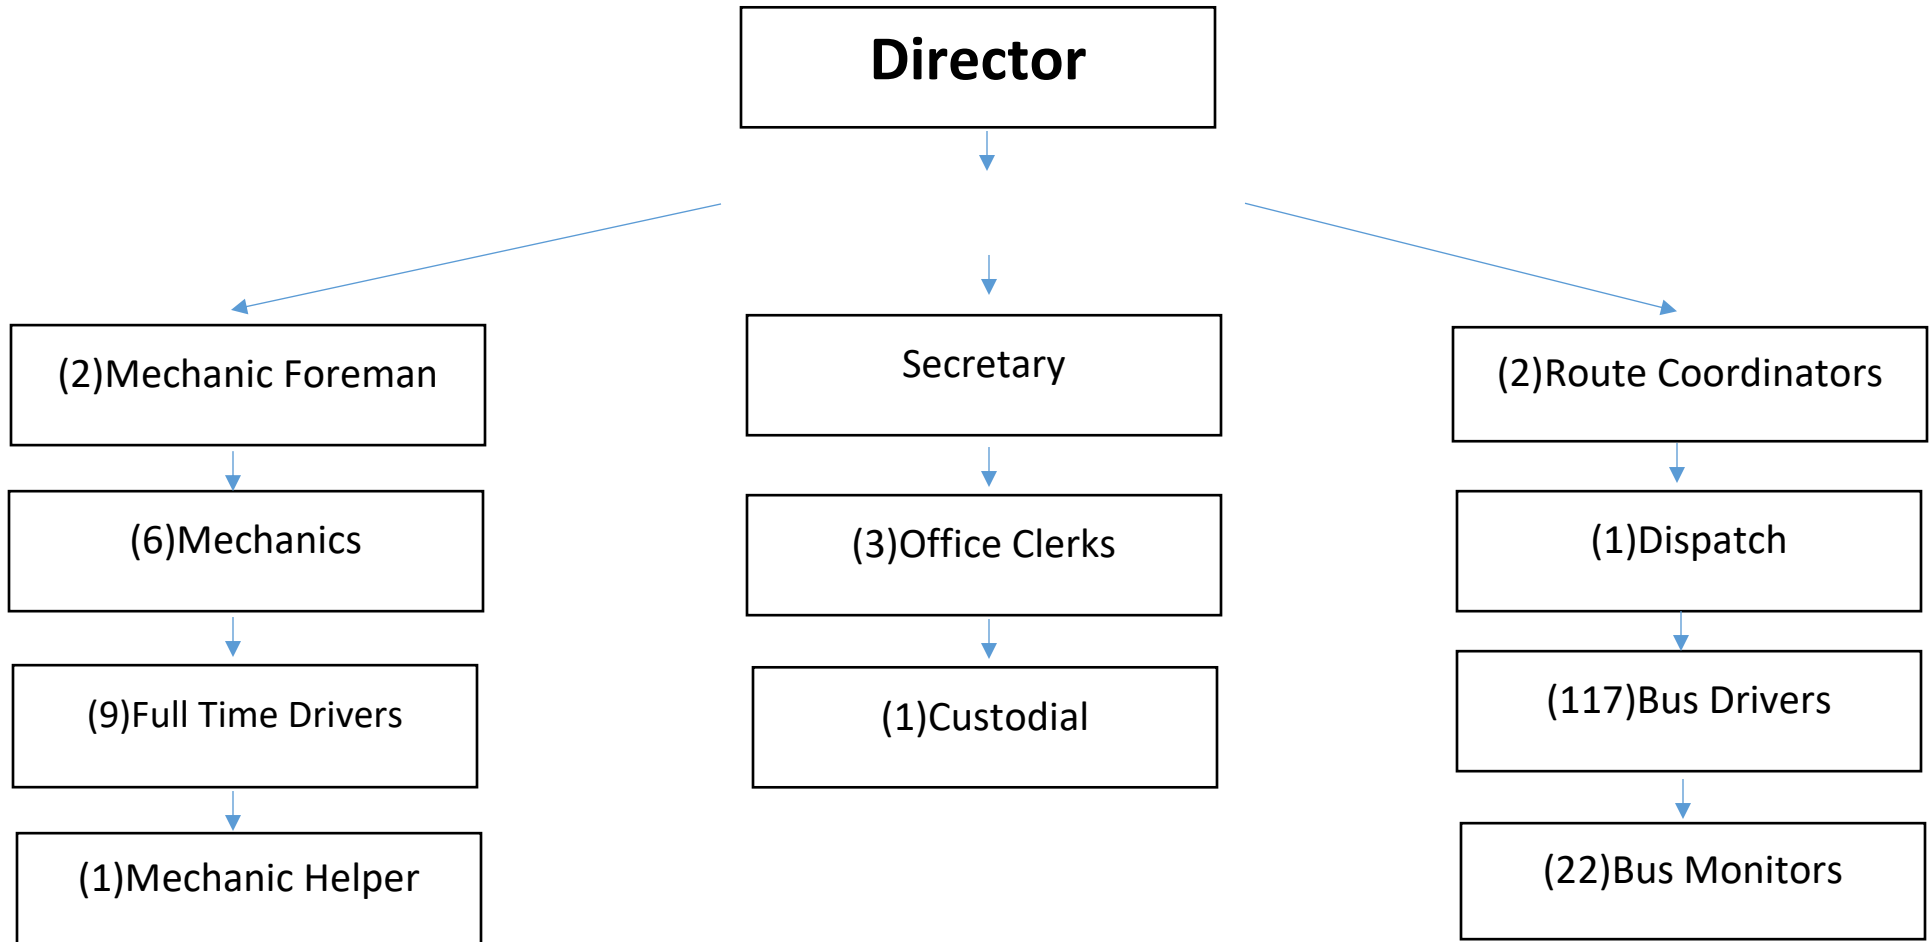 Director
(2)Mechanic Foreman
Secretary
(2)Route Coordinators
(6)Mechanics
(3)Office Clerks
(1)Dispatch
(9)Full Time Drivers
(1)Custodial
(117)Bus Drivers
(1)Mechanic Helper
(22)Bus Monitors